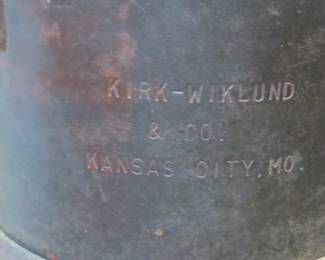 KIRK-WIKLUND
& CO.
KANSAS CITY, MO.